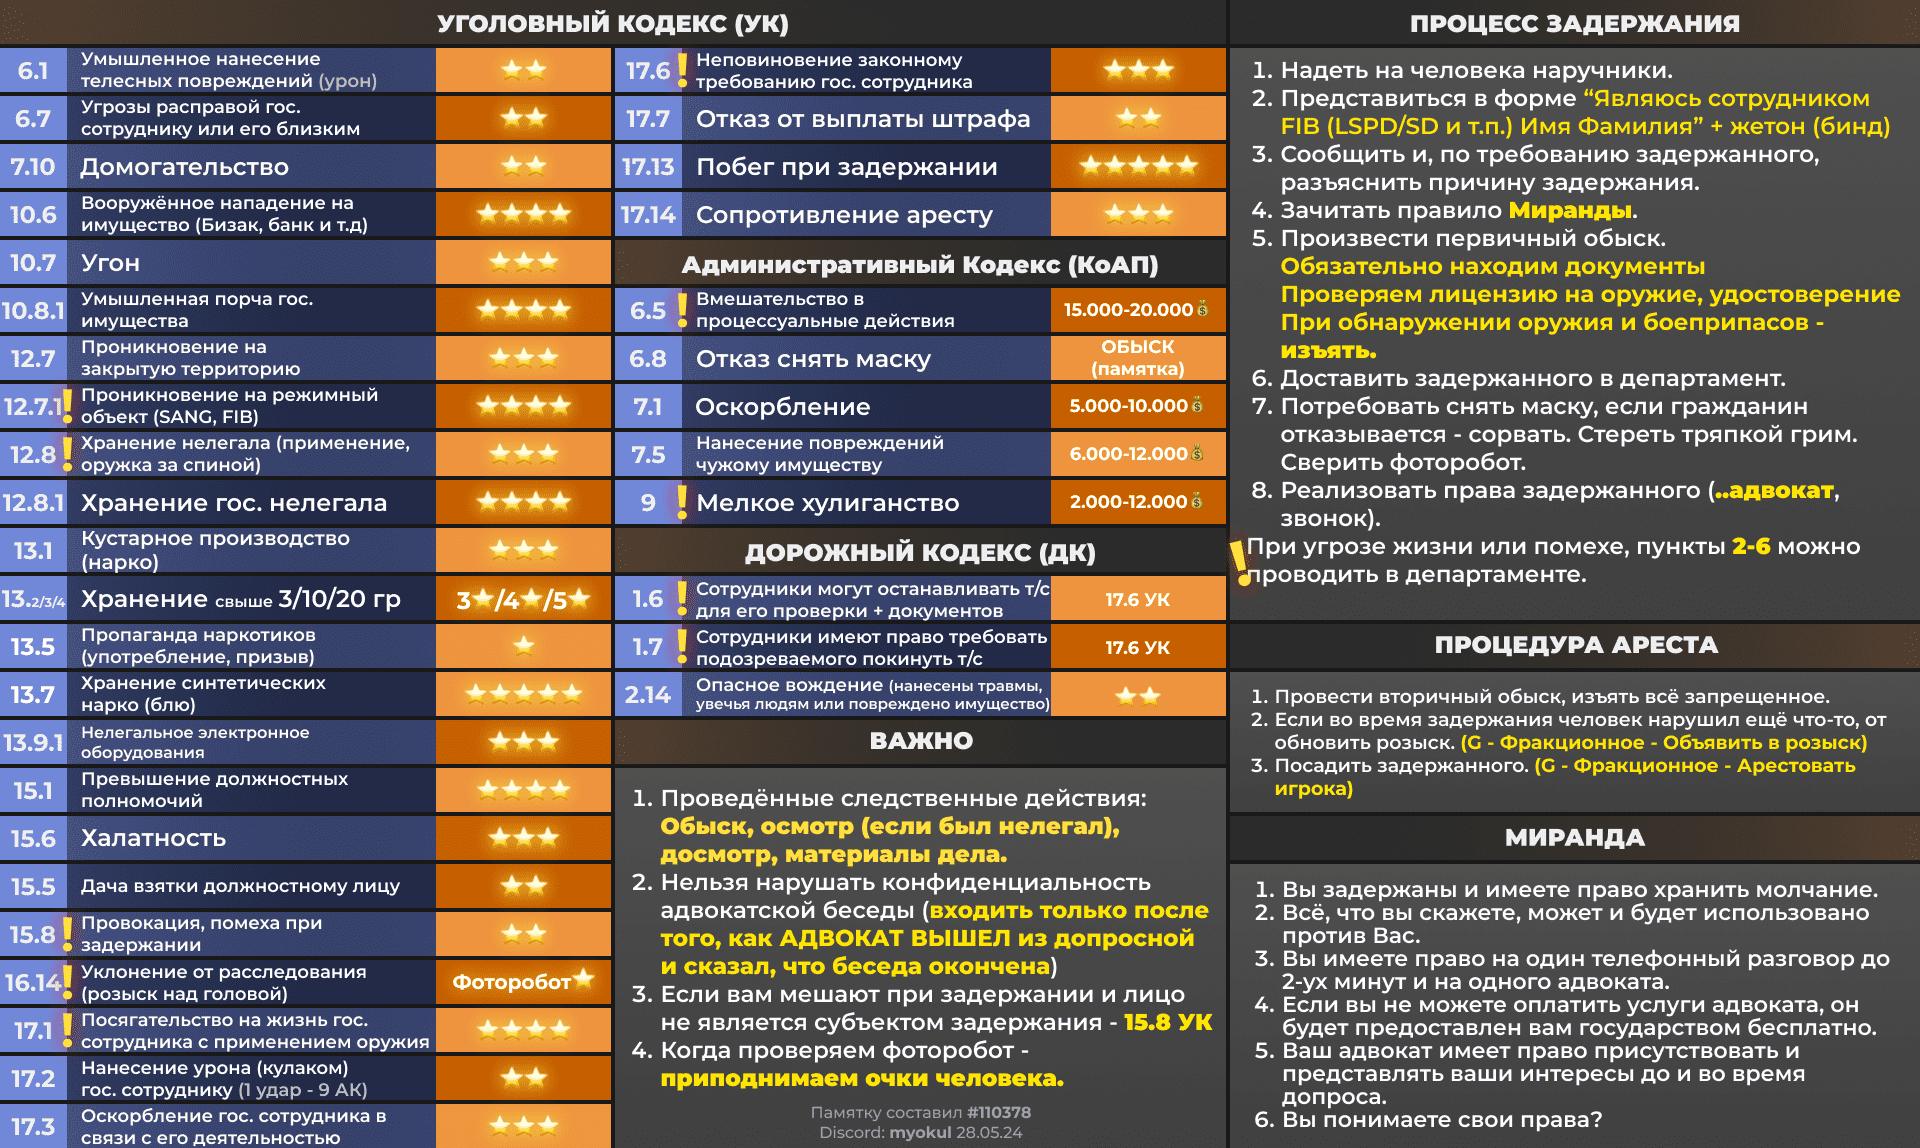 УГОЛОВНЫЙ КОДЕКС (УК)
6.1
Умышленное нанесение
телесных повреждений (урон)
6.7
Угрозы расправой гос.
сотруднику или его близким
7.10
Домогательство
10.6
Вооружённое нападение на
имущество (Бизак, банк и т.д)
10.7
Угон
10.8.1
Умышленная порча гос.
имущества
12.7
Проникновение на
закрытую территорию
12.7.1
Проникновение на режимный
объект (SANG, FIB)
12.8
Хранение нелегала (применение,
оружка за спиной)
12.8.1
Хранение гос. нелегала
13.1
Кустарное производство
(нарко)
13.2/3/4
Хранение свыше 3/10/20 гр
3⭐/4⭐/5⭐
13.5
Пропаганда наркотиков
(употребление, призыв)
13.7
Хранение синтетических
нарко (блю)
13.9.1
Нелегальное электронное
оборудования
15.1
Превышение должностных
полномочий
15.6
Халатность
15.5
Дача взятки должностному лицу
15.8
Провокация, помеха при
задержании
16.14
Уклонение от расследования
(розыск над головой)
Фоторобот⭐
17.1
Посягательство на жизнь гос.
сотрудника с применением оружия
17.2
Нанесение урона (кулаком)
гос. сотруднику (1 удар - 9 АК)
17.3
Оскорбление гос. сотрудника в
связи с его деятельностью
17.6
Неповиновение законному
требованию гос. сотрудника
17.7
Отказ от выплаты штрафа
17.13
Побег при задержании
17.14
Сопротивление аресту
Административный Кодекс (КоАП)
6.5
Вмешательство в
процессуальные действия
15.000-20.000
6.8
Отказ снять маску
ОБЫСК
(памятка)
7.1
Оскорбление
5.000-10.000
7.5
Нанесение повреждений
чужому имуществу
6.000-12.000
9
Мелкое хулиганство
2.000-12.000
ДОРОЖНЫЙ КОДЕКС (ДК)
1.6
Сотрудники могут останавливать т/с
для его проверки + документов
17.6 УК
1.7
Сотрудники имеют право требовать
подозреваемого покинуть т/с
17.6 УК
2.14
Опасное вождение (нанесены травмы,
увечья людям или повреждено имущество)
ВАЖНО
1. Проведённые следственные действия:
Обыск, осмотр (если был нелегал),
досмотр, материалы дела.
2. Нельзя нарушать конфиденциальность
адвокатской беседы (входить только после
того, как АДВОКАТ ВЫШЕЛ из допросной
и сказал, что беседа окончена)
3. Если вам мешают при задержании и лицо
не является субъектом задержания - 15.8 УК
4. Когда проверяем фоторобот -
приподнимаем очки человека.
Памятку составил #110378
Discord: myokul 28.05.24
ПРОЦЕСС ЗАДЕРЖАНИЯ
1. Надеть на человека наручники.
2. Представиться в форме “Являюсь сотрудником
FIB (LSPD/SD и т.п.) Имя Фамилия” + жетон (бинд)
3. Сообщить и, по требованию задержанного,
разъяснить причину задержания.
4. Зачитать правило Миранды.
5. Произвести первичный обыск.
Обязательно находим документы
Проверяем лицензию на оружие, удостоверение
При обнаружении оружия и боеприпасов -
изъять.
6. Доставить задержанного в департамент.
7. Потребовать снять маску, если гражданин
отказывается - сорвать. Стереть тряпкой грим.
Сверить фоторобот.
8. Реализовать права задержанного (..адвокат,
звонок).
При угрозе жизни или помехе, пункты 2-6 можно
проводить в департаменте.
ПРОЦЕДУРА АРЕСТА
1. Провести вторичный обыск, изъять всё запрещенное.
2. Если во время задержания человек нарушил ещё что-то, от
обновить розыск. (G - Фракционное - Объявить в розыск)
3. Посадить задержанного. (G - Фракционное - Арестовать
игрока)
МИРАНДА
1. Вы задержаны и имеете право хранить молчание.
2. Всё, что вы скажете, может и будет использовано
против Вас.
3. Вы имеете право на один телефонный разговор до
2-ух минут и на одного адвоката.
4. Если вы не можете оплатить услуги адвоката, он
будет предоставлен вам государством бесплатно.
5. Ваш адвокат имеет право присутствовать и
представлять ваши интересы до и во время
допроса.
6. Вы понимаете свои права?